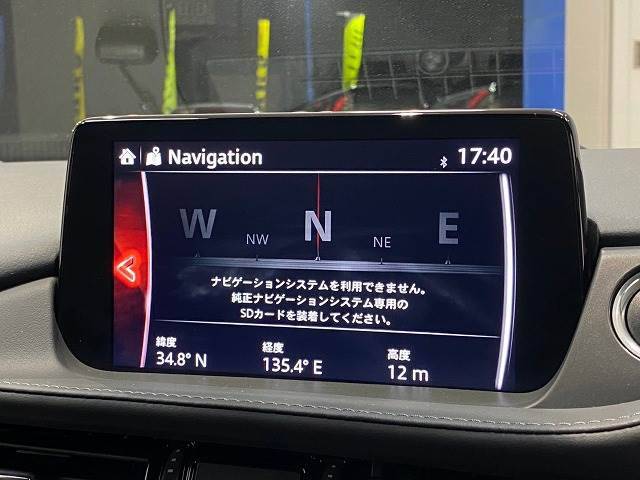 Navigation 17:40
W NW N NE E
ナビゲーションシステムを利用できません。
純正ナビゲーションシステム専用の
SDカードを装着してください。
緯度 経度 高度
34.8° N 135.4° E 12 m